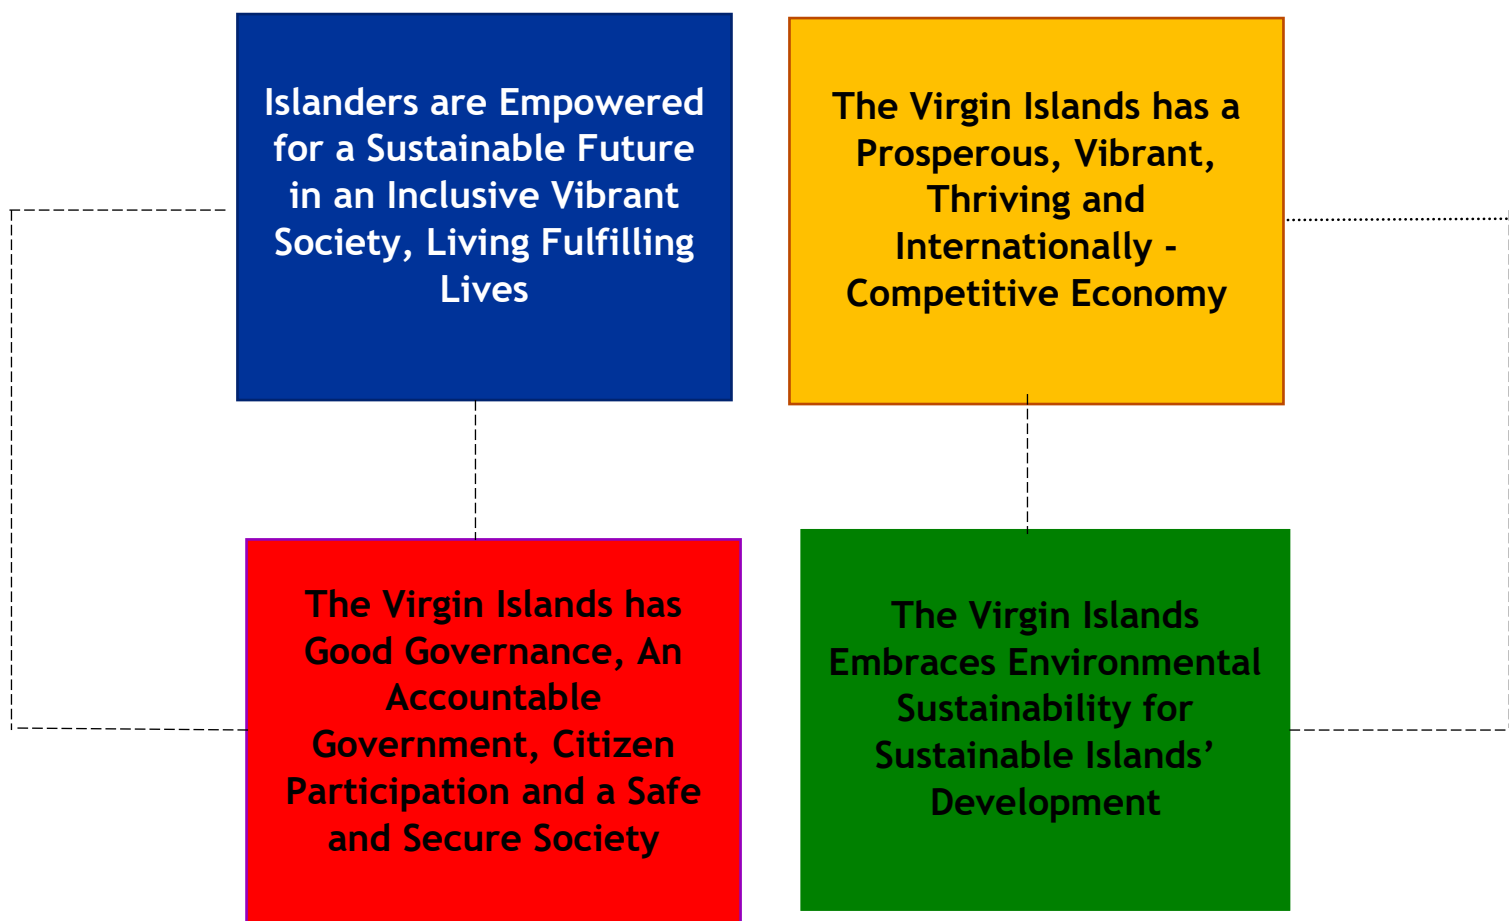 Islanders are Empowered
for a Sustainable Future
in an Inclusive Vibrant
Society, Living Fulfilling
Lives
The Virgin Islands has a
Prosperous, Vibrant,
Thriving and
Internationally -
Competitive Economy
The Virgin Islands has
Good Governance, An
Accountable
Government, Citizen
Participation and a Safe
and Secure Society
The Virgin Islands
Embraces Environmental
Sustainability for
Sustainable Islands’
Development